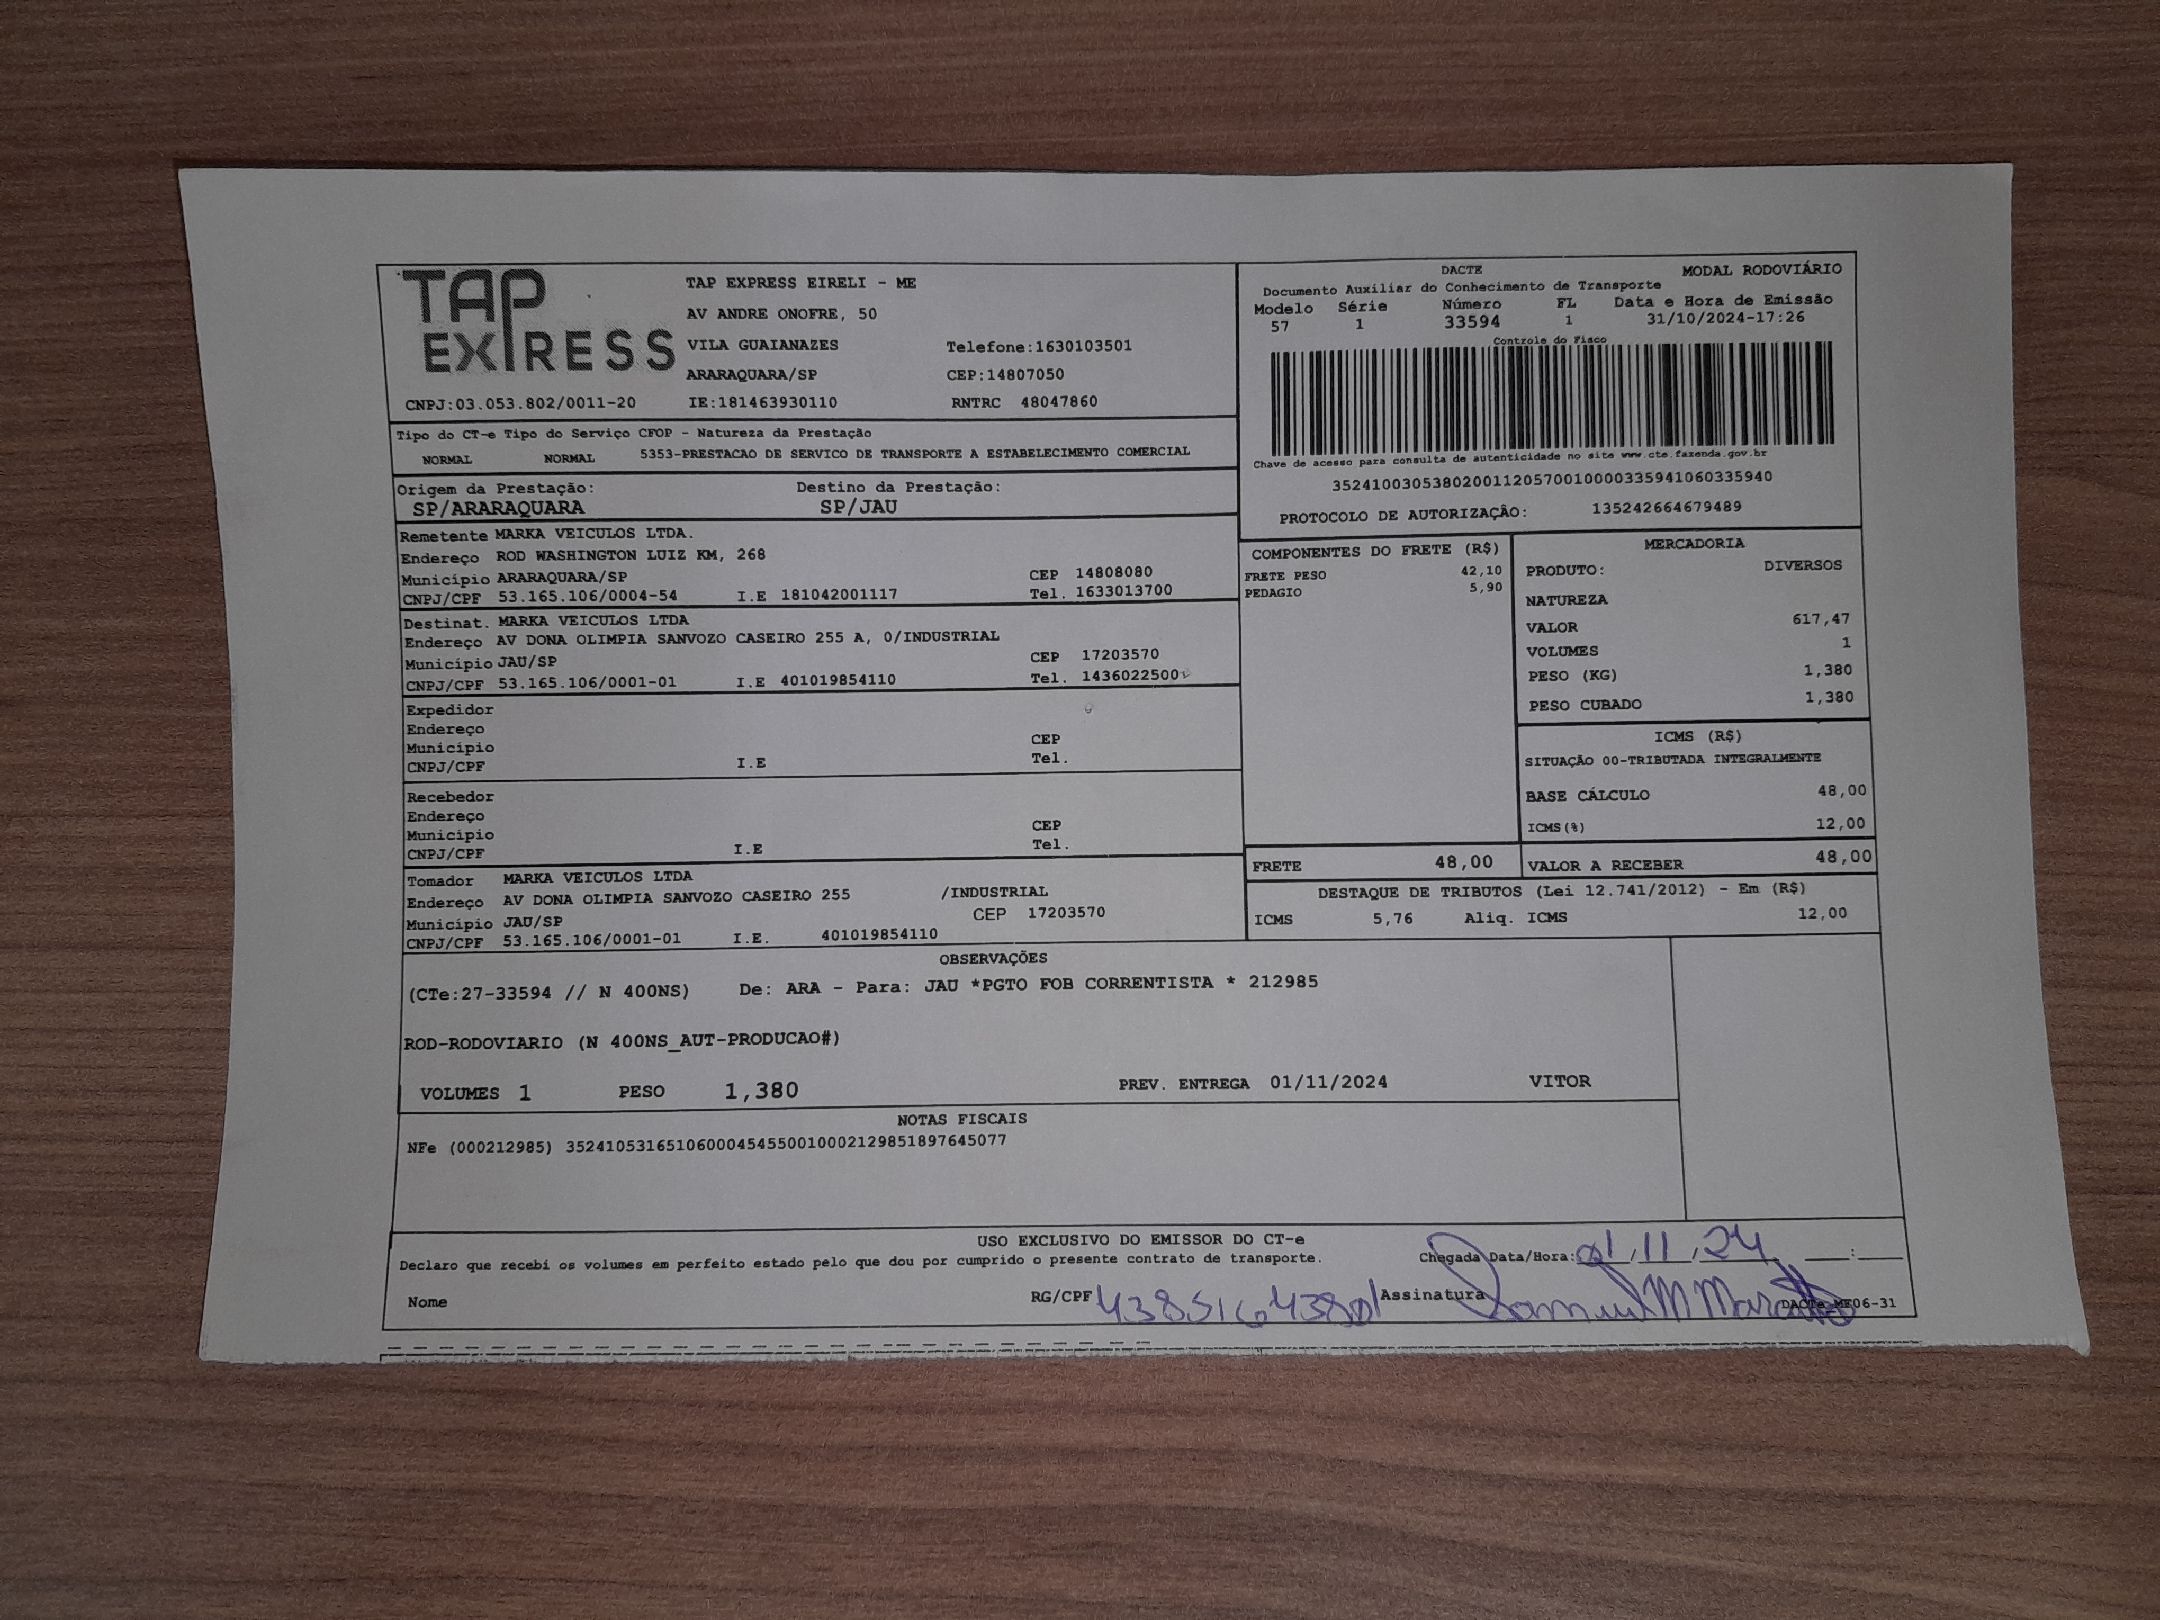 TAP
EXPRESS
TAP EXPRESS EIRELI - ME
AV ANDRE ONOFRE, 50
VILA GUAIANAZES Telefone:1630103501
ARARAQUARA/SP CEP:14807050
CNPJ:03.053.802/0011-20 IE:181463930110 RNTRC 48047860
DACTE MODAL RODOVIÁRIO
Documento Auxiliar do Conhecimento de Transporte
Modelo Série Número FL Data e Hora de Emissão
57 1 33594 1 31/10/2024-17:26
Controle do Fisco
Chave de acesso para consulta de autenticidade no site www.cte.fazenda.gov.br
35241003053802001120570010000335941060335940
PROTOCOLO DE AUTORIZAÇÃO: 135242664679489
Tipo do CT-e Tipo do Serviço CFOP - Natureza da Prestação
NORMAL NORMAL 5353-PRESTACAO DE SERVICO DE TRANSPORTE A ESTABELECIMENTO COMERCIAL
Origem da Prestação: Destino da Prestação:
SP/ARARAQUARA SP/JAU
Remetente MARKA VEICULOS LTDA.
Endereço ROD WASHINGTON LUIZ KM, 268
Município ARARAQUARA/SP CEP 14808080
CNPJ/CPF 53.165.106/0004-54 I.E 181042001117 Tel. 1633013700
Destinat. MARKA VEICULOS LTDA
Endereço AV DONA OLIMPIA SANVOZO CASEIRO 255 A, 0/INDUSTRIAL
Município JAU/SP CEP 17203570
CNPJ/CPF 53.165.106/0001-01 I.E 401019854110 Tel. 1436022500
Expedidor
Endereço
Município CEP
CNPJ/CPF I.E Tel.
Recebedor
Endereço
Município CEP
CNPJ/CPF I.E Tel.
Tomador MARKA VEICULOS LTDA
Endereço AV DONA OLIMPIA SANVOZO CASEIRO 255 /INDUSTRIAL
Município JAU/SP CEP 17203570
CNPJ/CPF 53.165.106/0001-01 I.E. 401019854110
COMPONENTES DO FRETE (R$)
FRETE PESO 42,10
PEDAGIO 5,90
FRETE 48,00
MERCADORIA
PRODUTO: DIVERSOS
NATUREZA
VALOR 617,47
VOLUMES 1
PESO (KG) 1,380
PESO CUBADO 1,380
ICMS (R$)
SITUAÇÃO 00-TRIBUTADA INTEGRALMENTE
BASE CÁLCULO 48,00
ICMS(%) 12,00
VALOR A RECEBER 48,00
DESTAQUE DE TRIBUTOS (Lei 12.741/2012) - Em (R$)
ICMS 5,76 Aliq. ICMS 12,00
OBSERVAÇÕES
(CTe:27-33594 // N 400NS) De: ARA - Para: JAU *PGTO FOB CORRENTISTA * 212985
ROD-RODOVIARIO (N 400NS_AUT-PRODUCAO#)
VOLUMES 1 PESO 1,380 PREV. ENTREGA 01/11/2024 VITOR
NOTAS FISCAIS
NFe (000212985) 35241053165106000454550010002129851897645077
USO EXCLUSIVO DO EMISSOR DO CT-e
Declaro que recebi os volumes em perfeito estado pelo que dou por cumprido o presente contrato de transporte. Chegada Data/Hora: 01/11/24 :
Nome RG/CPF Assinatura DACTe_MF06-31